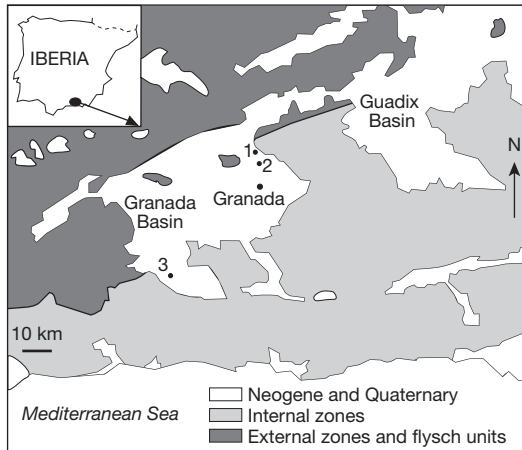 IBERIA
Guadix
Basin
N
1
2
Granada
Granada
Basin
3
10 km
Mediterranean Sea
Neogene and Quaternary
Internal zones
External zones and flysch units